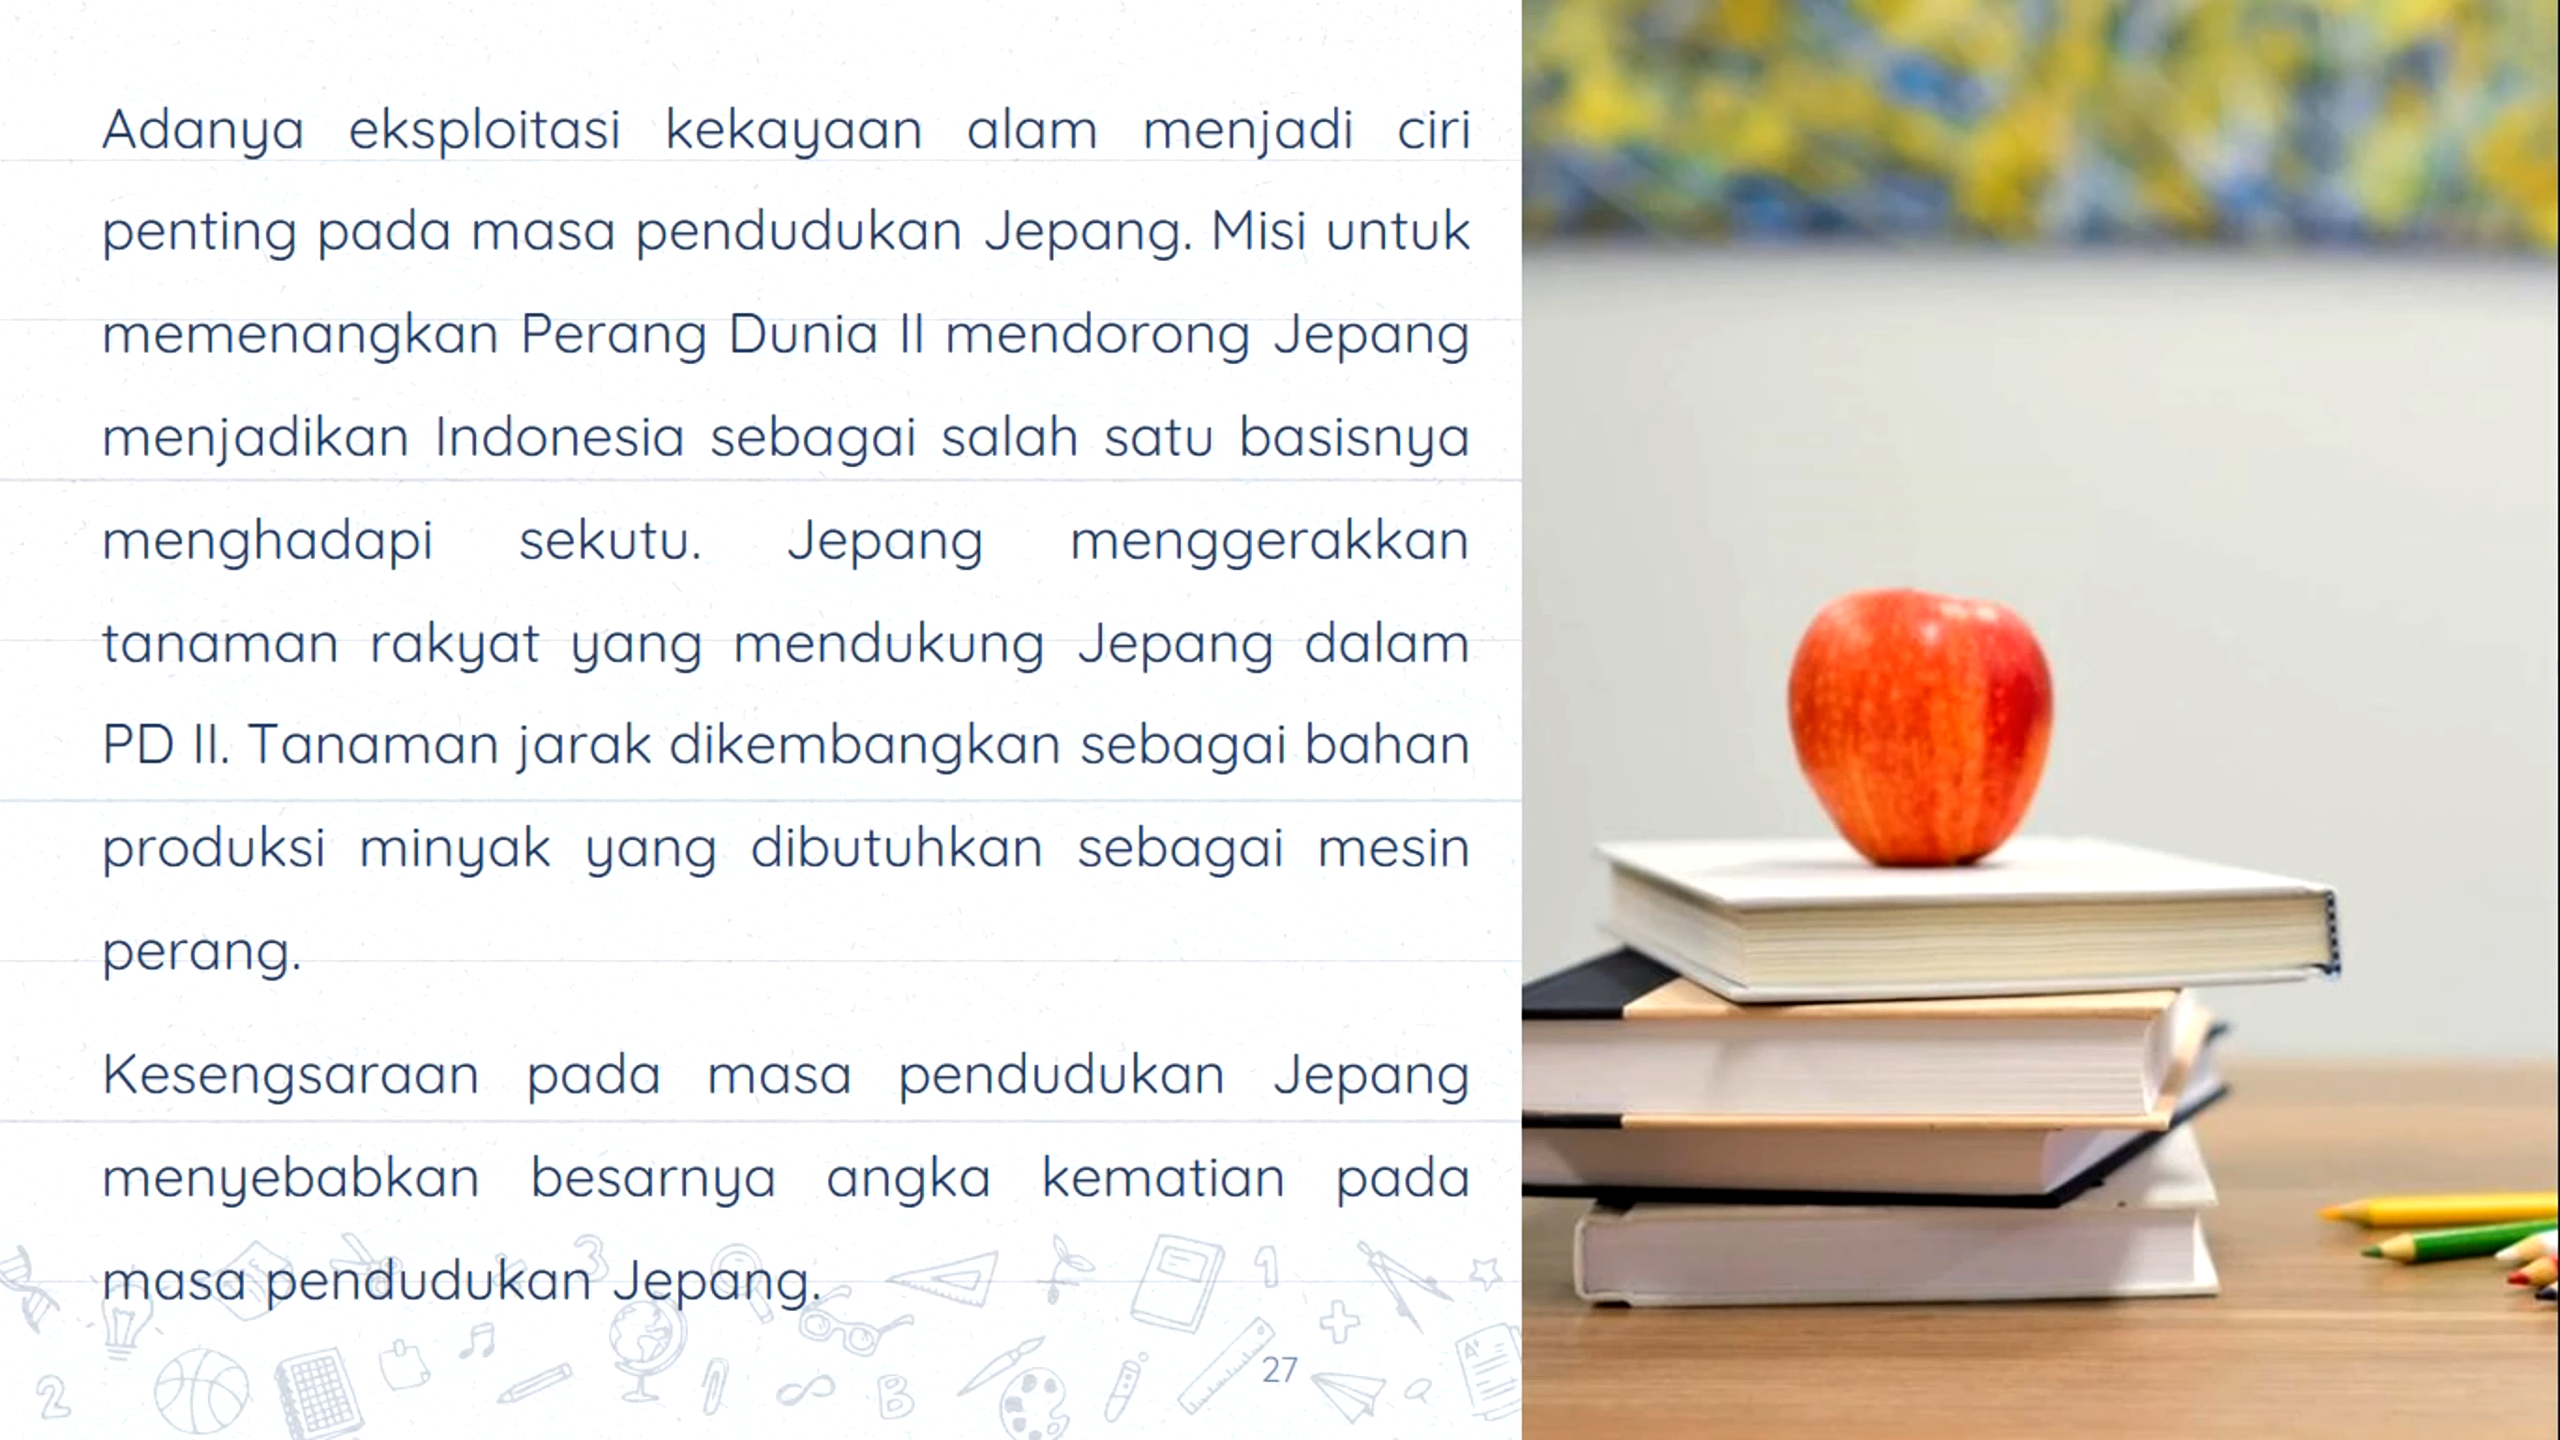 Adanya eksploitasi kekayaan alam menjadi ciri
penting pada masa pendudukan Jepang. Misi untuk
memenangkan Perang Dunia II mendorong Jepang
menjadikan Indonesia sebagai salah satu basisnya
menghadapi sekutu. Jepang menggerakkan
tanaman rakyat yang mendukung Jepang dalam
PD II. Tanaman jarak dikembangkan sebagai bahan
produksi minyak yang dibutuhkan sebagai mesin
perang.
Kesengsaraan pada masa pendudukan Jepang
menyebabkan besarnya angka kematian pada
masa pendudukan Jepang.
27